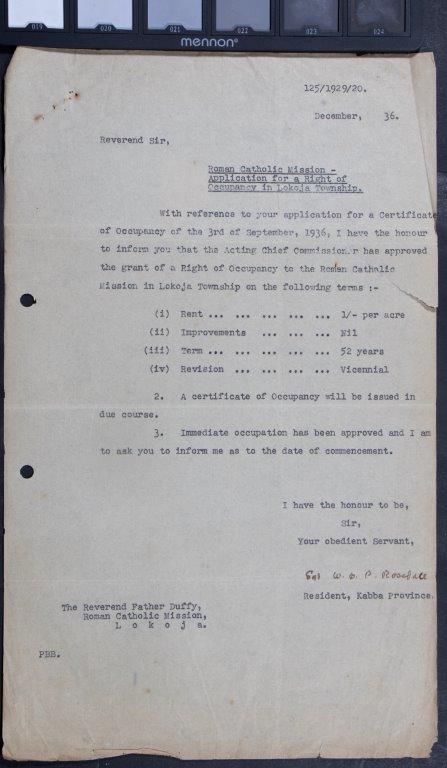 019 020 021 022 023 024
mennon
125/1929/20.
December, 36.
Reverend Sir,
Roman Catholic Mission -
Application for a Right of
Occupancy in Lokoja Township.
With reference to your application for a Certificate
of Occupancy of the 3rd of September, 1936, I have the honour
to inform you that the Acting Chief Commissioner has approved
the grant of a Right of Occupancy to the Roman Catholic
Mission in Lokoja Township on the following terms :-
(i) Rent ... ... ... ... ... 1/- per acre
(ii) Improvements ... ... ... Nil
(iii) Term ... ... ... ... ... 52 years
(iv) Revision ... ... ... ... Vicennial
2. A certificate of Occupancy will be issued in
due course.
3. Immediate occupation has been approved and I am
to ask you to inform me as to the date of commencement.
I have the honour to be,
Sir,
Your obedient Servant,
Sgd W. B. P.
Resident, Kabba Province.
The Reverend Father Duffy,
Roman Catholic Mission,
L o k o j a.
PBB.